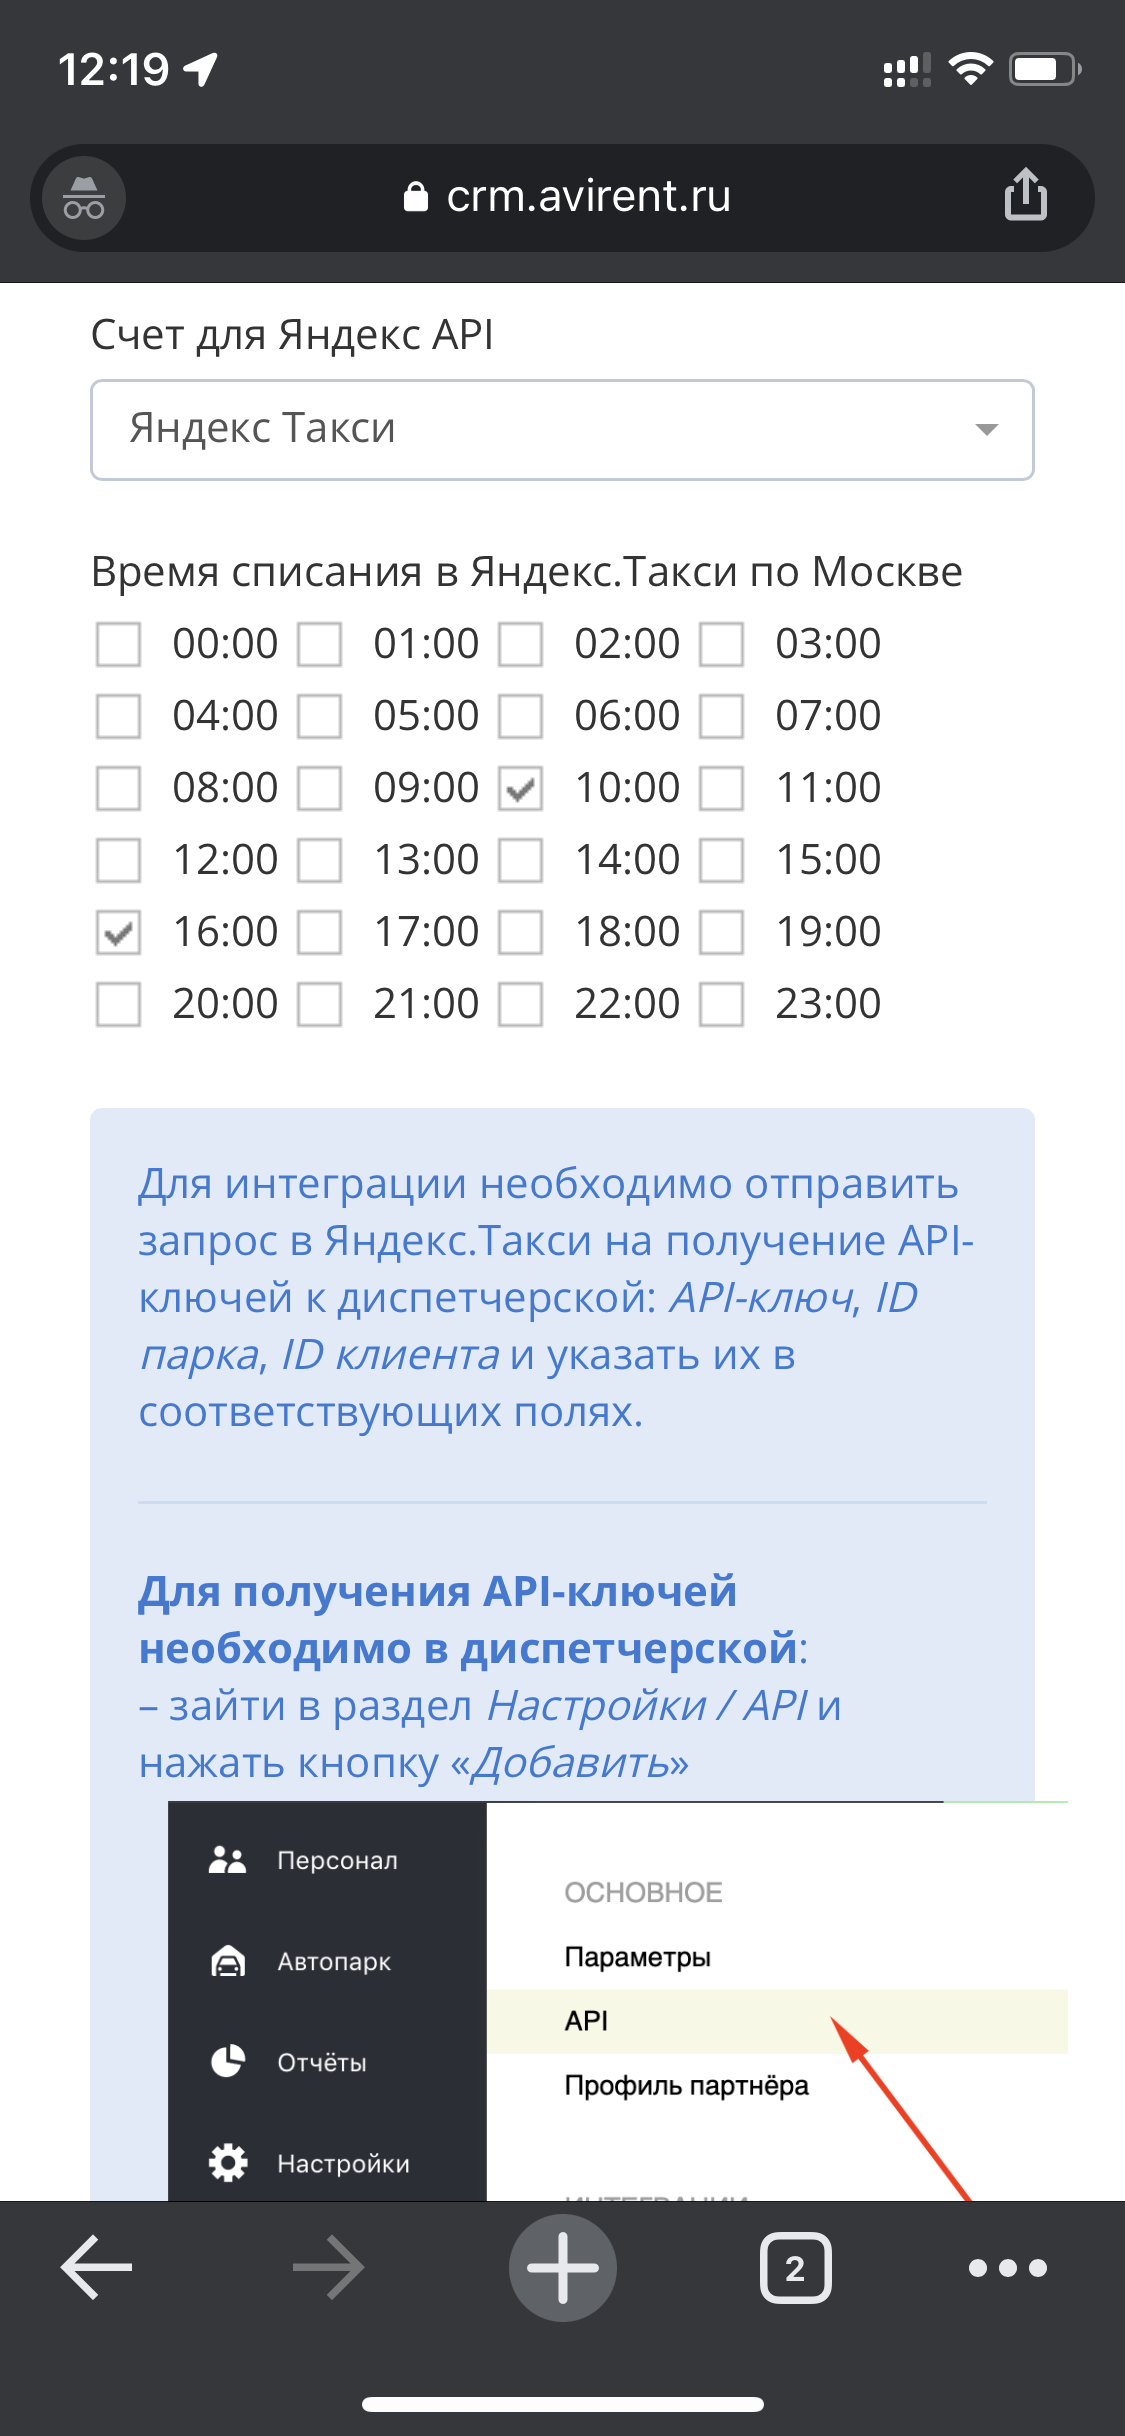 12:19
crm.avirent.ru
Счет для Яндекс API
Яндекс Такси
Время списания в Яндекс.Такси по Москве
00:00 01:00 02:00 03:00
04:00 05:00 06:00 07:00
08:00 09:00 10:00 11:00
12:00 13:00 14:00 15:00
16:00 17:00 18:00 19:00
20:00 21:00 22:00 23:00
Для интеграции необходимо отправить
запрос в Яндекс.Такси на получение API-
ключей к диспетчерской: API-ключ, ID
парка, ID клиента и указать их в
соответствующих полях.
Для получения API-ключей
необходимо в диспетчерской:
– зайти в раздел Настройки / API и
нажать кнопку «Добавить»
Персонал
ОСНОВНОЕ
Параметры
Автопарк
API
Отчёты
Профиль партнёра
Настройки
2